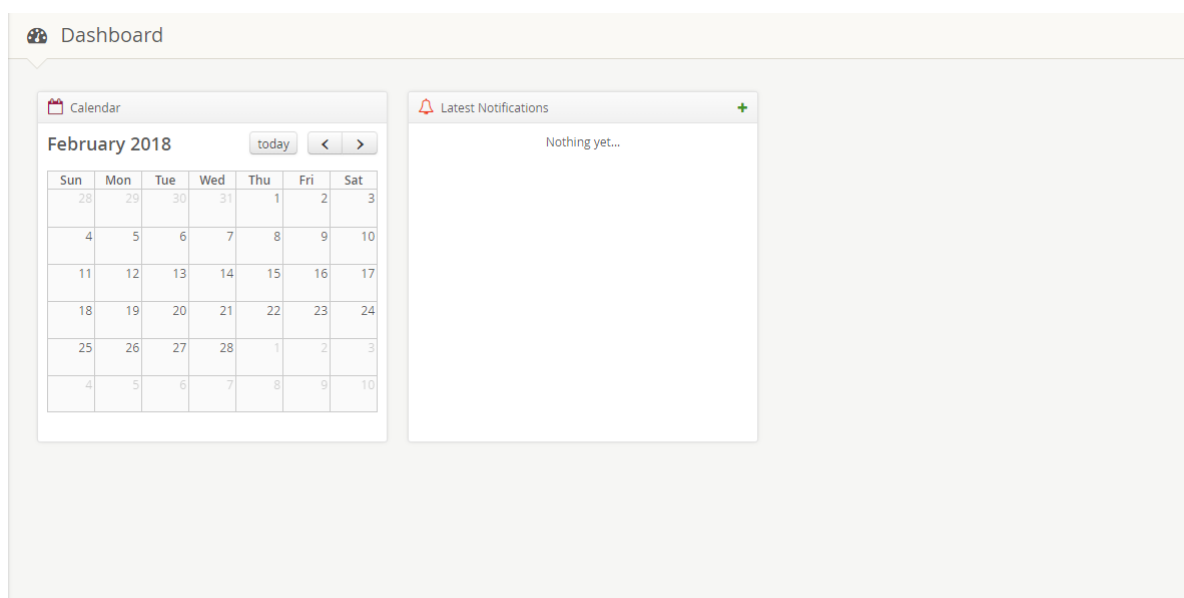 Dashboard
Calendar
February 2018 today
Sun Mon Tue Wed Thu Fri Sat
28 29 30 31 1 2 3
4 5 6 7 8 9 10
11 12 13 14 15 16 17
18 19 20 21 22 23 24
25 26 27 28 1 2 3
4 5 6 7 8 9 10
Latest Notifications
Nothing yet...